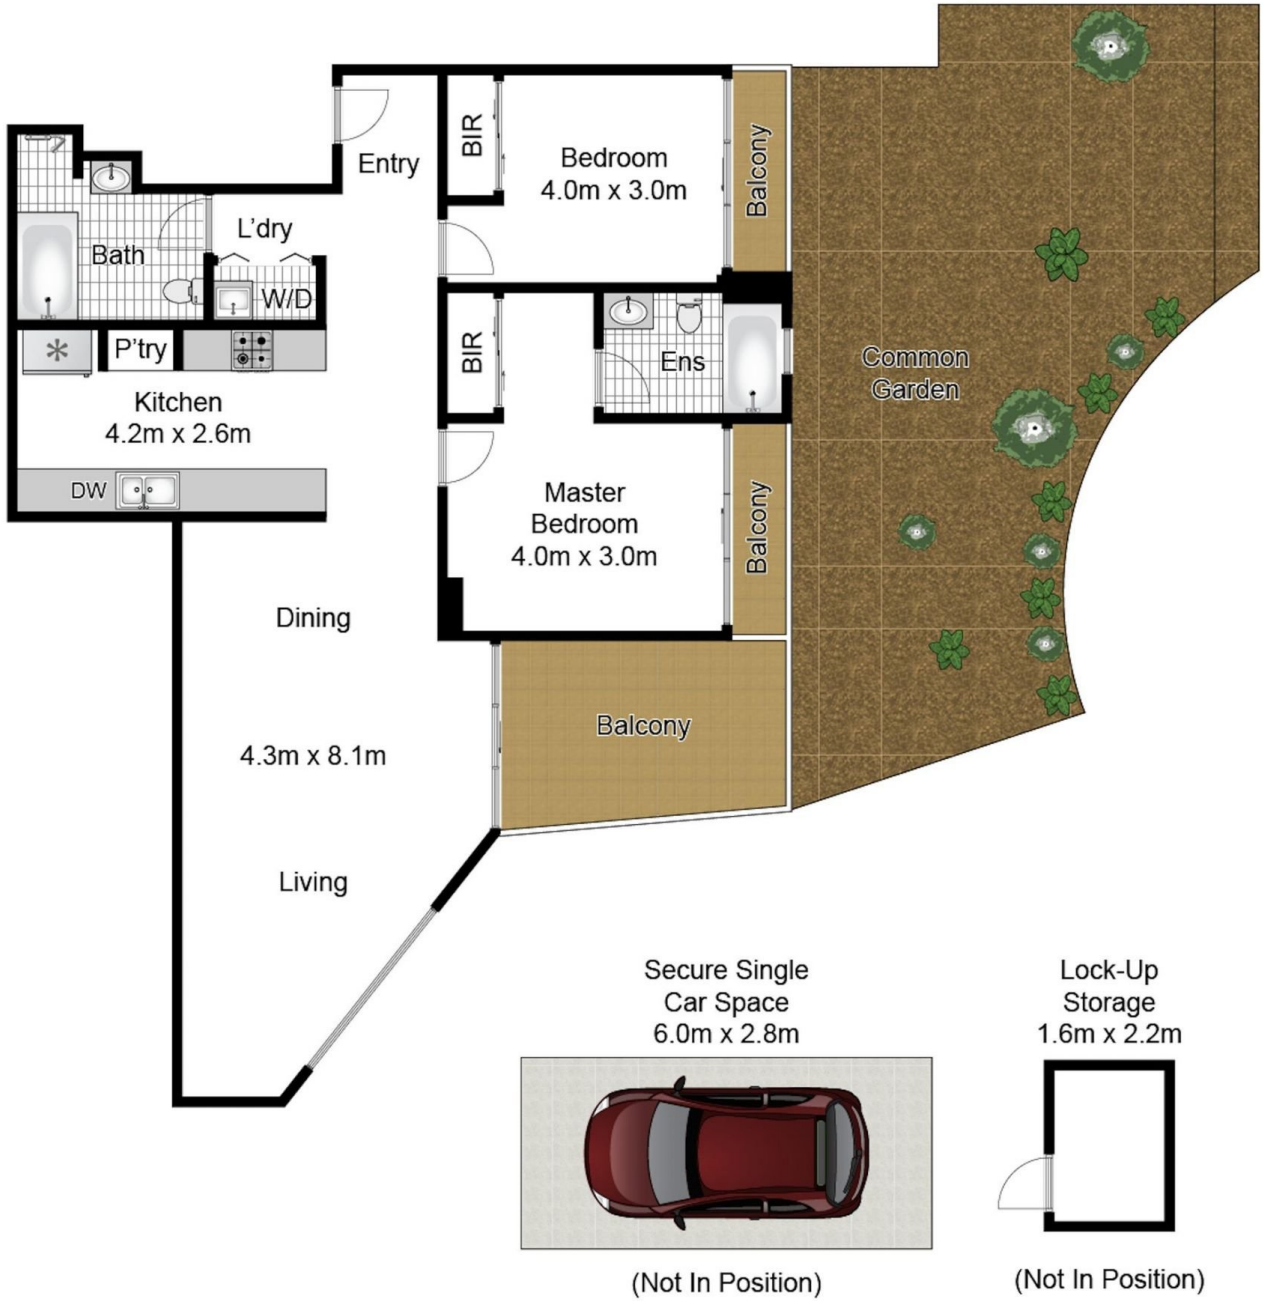 Entry
BIR
Bedroom
4.0m x 3.0m
Balcony
L'dry
Bath
W/D
P'try
Kitchen
4.2m x 2.6m
DW
BIR
Ens
Common
Garden
Master
Bedroom
4.0m x 3.0m
Balcony
Dining
4.3m x 8.1m
Living
Balcony
Secure Single
Car Space
6.0m x 2.8m
(Not In Position)
Lock-Up
Storage
1.6m x 2.2m
(Not In Position)